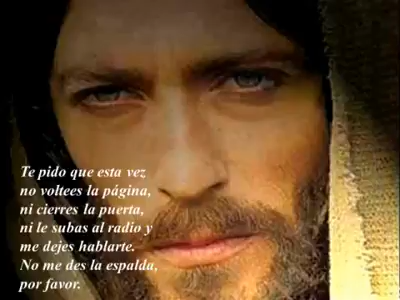 Te pido que esta vez
no voltees la página,
ni cierres la puerta,
ni le subas al radio y
me dejes hablarte.
No me des la espalda,
por favor.